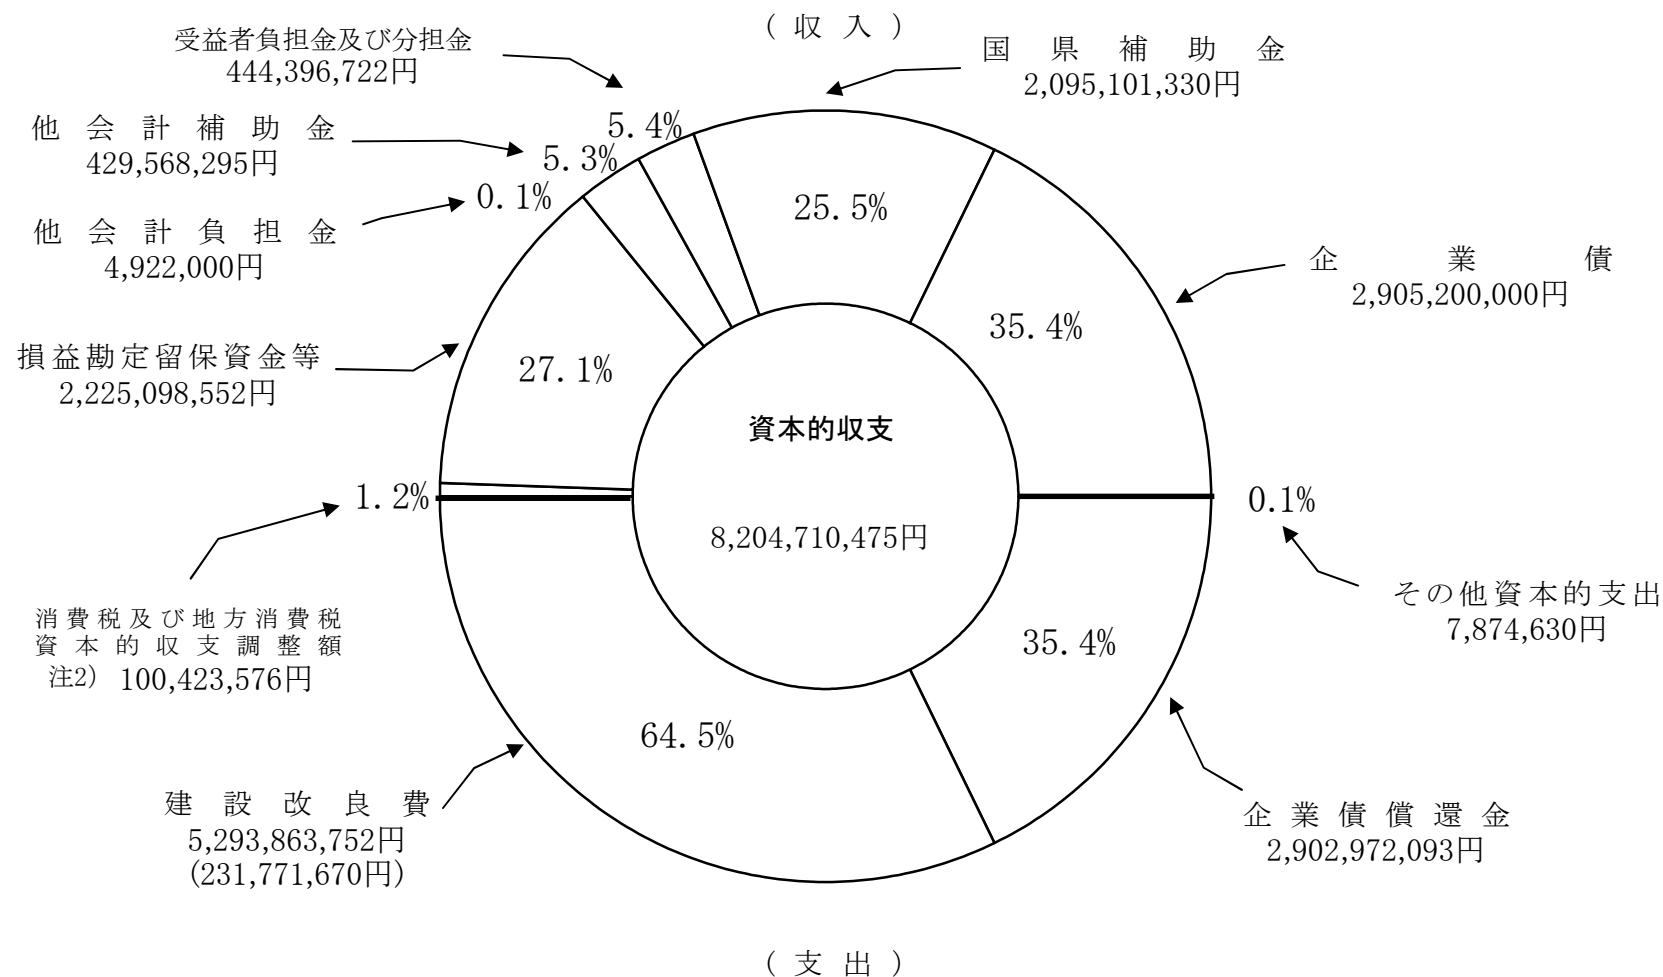 ( 収 入 )
受益者負担金及び分担金
444,396,722円
国県補助金
2,095,101,330円
5.4%
他会計補助金
429,568,295円
5.3%
0.1%
他会計負担金
4,922,000円
25.5%
企業債
2,905,200,000円
35.4%
損益勘定留保資金等
2,225,098,552円
27.1%
資本的収支
8,204,710,475円
1.2%
0.1%
消費税及び地方消費税
資本的収支調整額
注2) 100,423,576円
その他資本的支出
7,874,630円
35.4%
64.5%
建設改良費
5,293,863,752円
(231,771,670円)
企業債償還金
2,902,972,093円
( 支 出 )